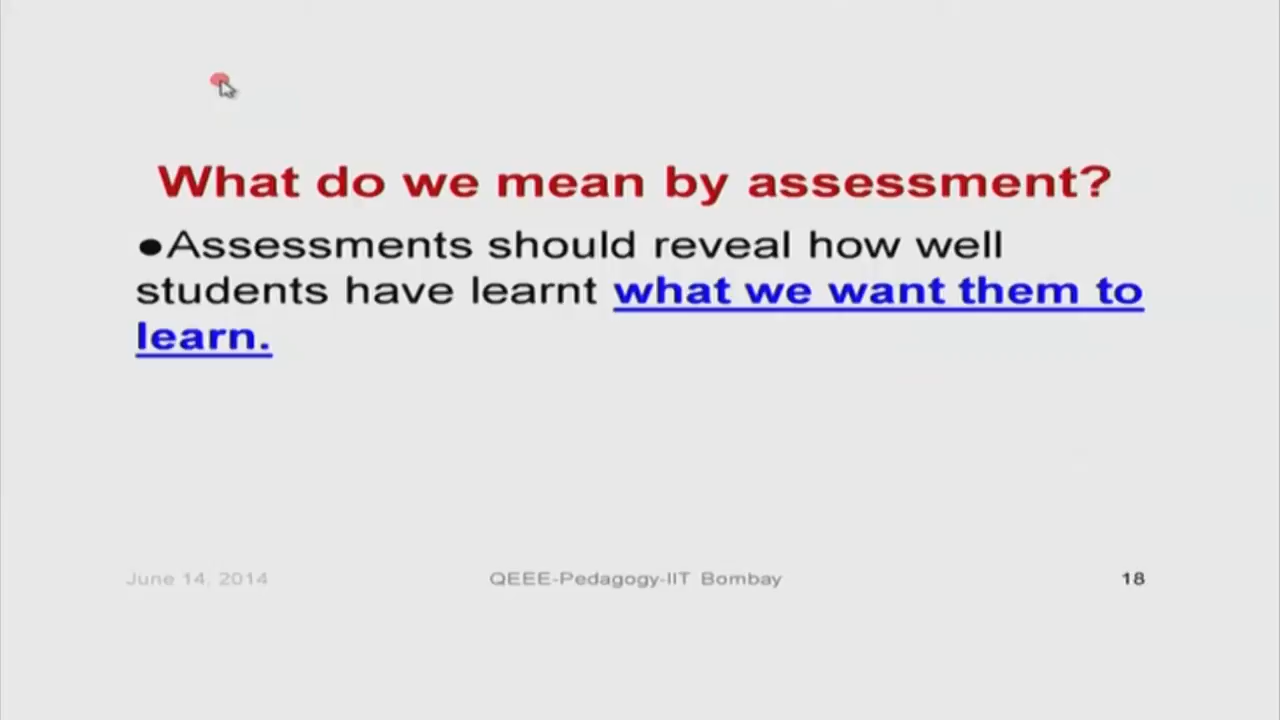 What do we mean by assessment?
●Assessments should reveal how well
students have learnt what we want them to
learn.
June 14, 2014
QEEE-Pedagogy-IIT Bombay
18